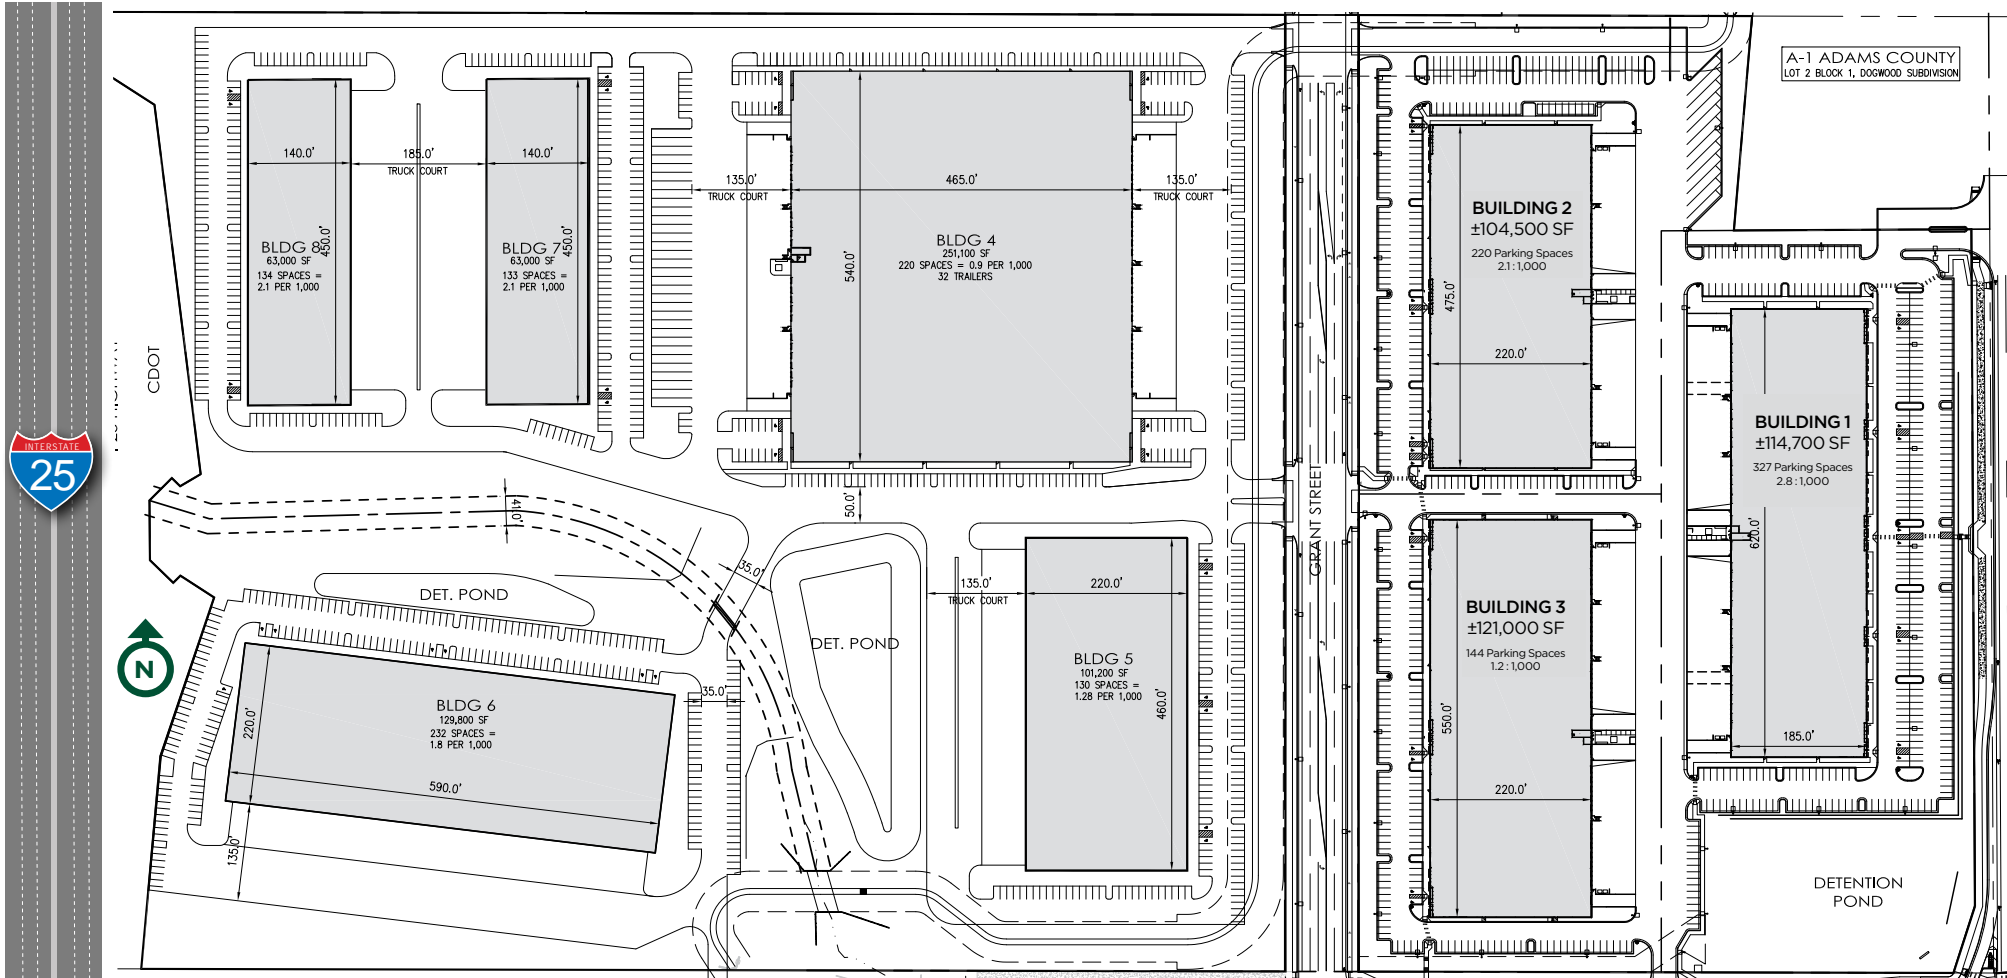 A-1 ADAMS COUNTY
LOT 2 BLOCK 1, DOGWOOD SUBDIVISION
INTERSTATE
25
CDOT
N
140.0'
185.0'
TRUCK COURT
140.0'
BLDG 8
63,000 SF
134 SPACES =
2.1 PER 1,000
450.0'
BLDG 7
63,000 SF
133 SPACES =
2.1 PER 1,000
450.0'
135.0'
TRUCK COURT
465.0'
135.0'
TRUCK COURT
BLDG 4
251,100 SF
220 SPACES = 0.9 PER 1,000
32 TRAILERS
540.0'
50.0'
41.0'
DET. POND
35.0'
DET. POND
BLDG 6
129,800 SF
232 SPACES =
1.8 PER 1,000
220.0'
590.0'
135.0'
35.0'
135.0'
TRUCK COURT
220.0'
BLDG 5
101,200 SF
130 SPACES =
1.28 PER 1,000
460.0'
GRANT STREET
BUILDING 2
±104,500 SF
220 Parking Spaces
2.1 : 1,000
475.0'
220.0'
BUILDING 3
±121,000 SF
144 Parking Spaces
1.2 : 1,000
550.0'
220.0'
BUILDING 1
±114,700 SF
327 Parking Spaces
2.8 : 1,000
620.0'
185.0'
DETENTION
POND